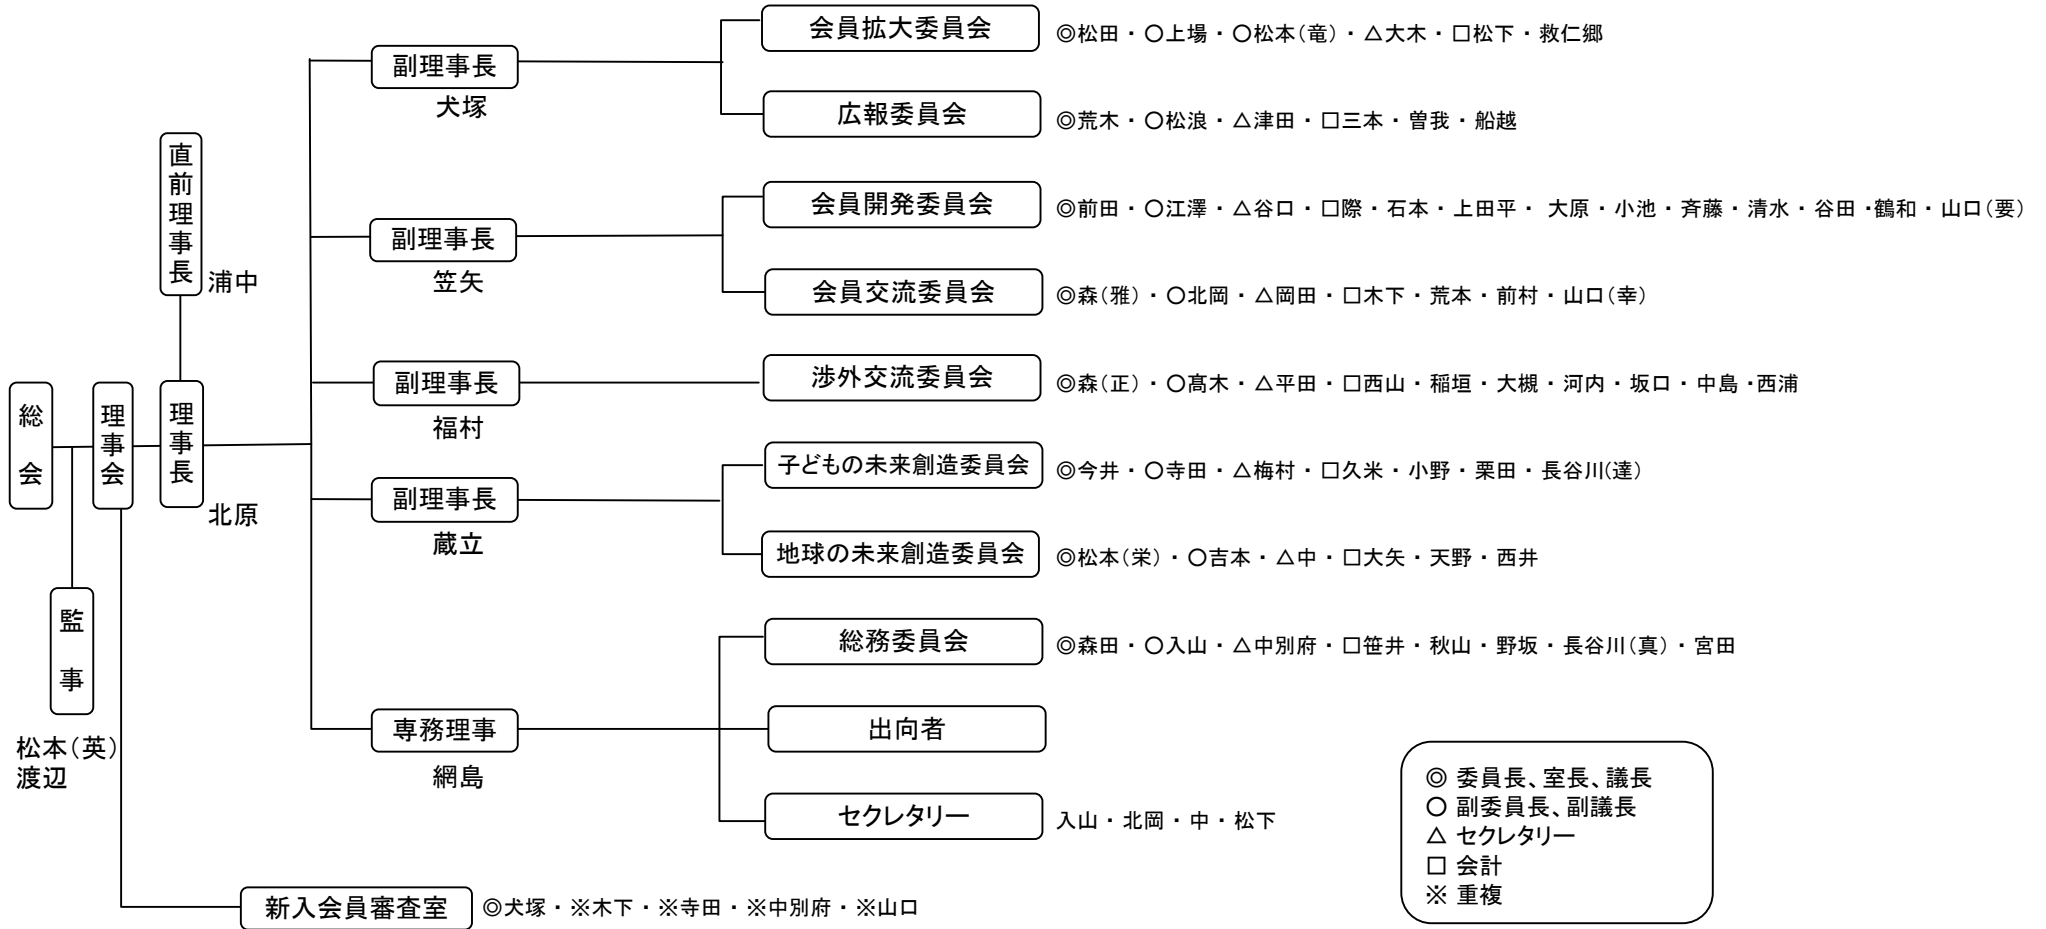 会員拡大委員会
◎松田・〇上場・〇松本(竜)・△大木・□松下・救仁郷
副理事長
犬塚
広報委員会
◎荒木・〇松浪・△津田・□三本・曽我・船越
直前理事長
浦中
会員開発委員会
◎前田・〇江澤・△谷口・□際・石本・上田平・ 大原・小池・斉藤・清水・谷田・鶴和・山口(要)
副理事長
笠矢
会員交流委員会
◎森(雅)・〇北岡・△岡田・□木下・荒本・前村・山口(幸)
渉外交流委員会
◎森(正)・〇髙木・△平田・□西山・稲垣・大槻・河内・坂口・中島・西浦
副理事長
福村
総会
理事会
理事長
北原
子どもの未来創造委員会
◎今井・〇寺田・△梅村・□久米・小野・栗田・長谷川(達)
副理事長
蔵立
地球の未来創造委員会
◎松本(栄)・〇吉本・△中・□大矢・天野・西井
監事
松本(英)
渡辺
総務委員会
◎森田・〇入山・△中別府・□笹井・秋山・野坂・長谷川(真)・宮田
専務理事
網島
出向者
セクレタリー
入山・北岡・中・松下
新入会員審査室
◎犬塚・※木下・※寺田・※中別府・※山口
◎ 委員長、室長、議長
〇 副委員長、副議長
△ セクレタリー
□ 会計
※ 重複